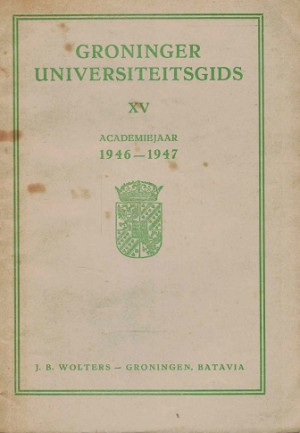 GRONINGER
UNIVERSITEITSGIDS
XV
ACADEMIEJAAR
1946 — 1947
J. B. WOLTERS — GRONINGEN, BATAVIA